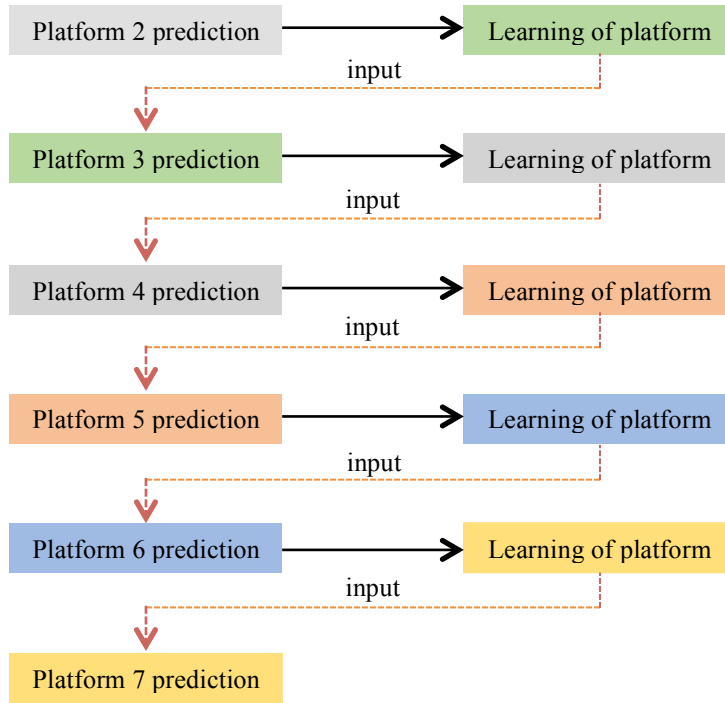 Platform 2 prediction
Learning of platform
input
Platform 3 prediction
Learning of platform
input
Platform 4 prediction
Learning of platform
input
Platform 5 prediction
Learning of platform
input
Platform 6 prediction
Learning of platform
input
Platform 7 prediction